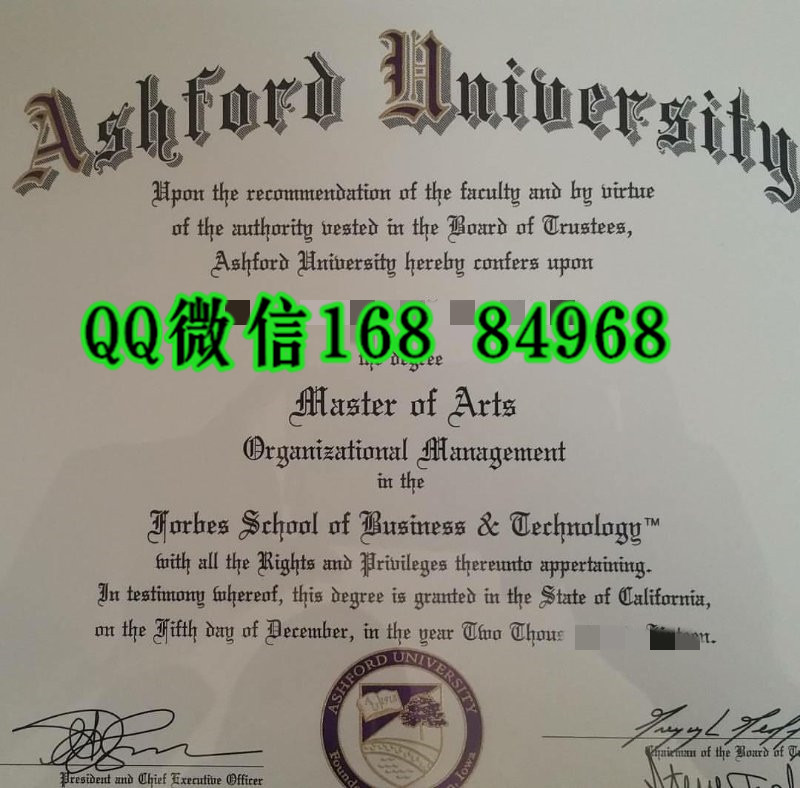 Ashford University
Upon the recommendation of the faculty and by virtue
of the authority vested in the Board of Trustees,
Ashford University hereby confers upon
QQ微信168 84968
the degree
Master of Arts
Organizational Management
in the
Forbes School of Business & Technology™
with all the Rights and Privileges thereunto appertaining.
In testimony whereof, this degree is granted in the State of California,
on the Fifth day of December, in the year Two Thous
ASHFORD UNIVERSITY
Iowa
President and Chief Executive Officer
Chairman of the Board of